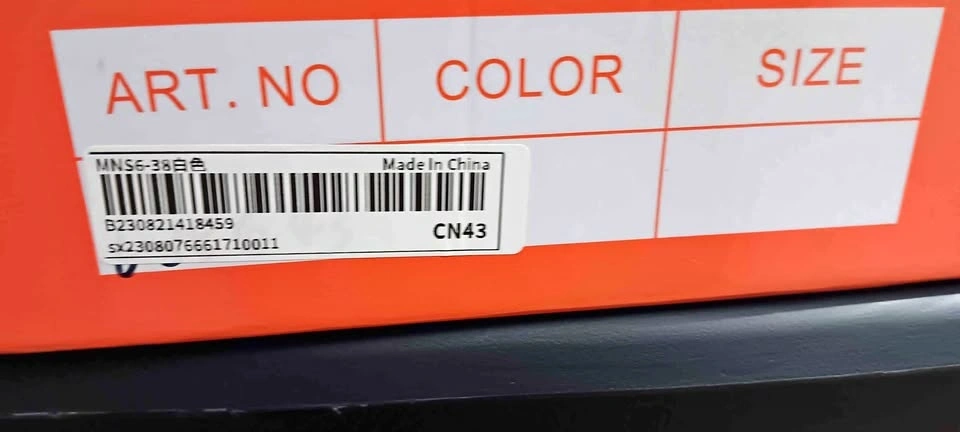 ART. NO COLOR SIZE
MNS6-38白色 Made In China
B230821418459
CN43
sx2308076661710011